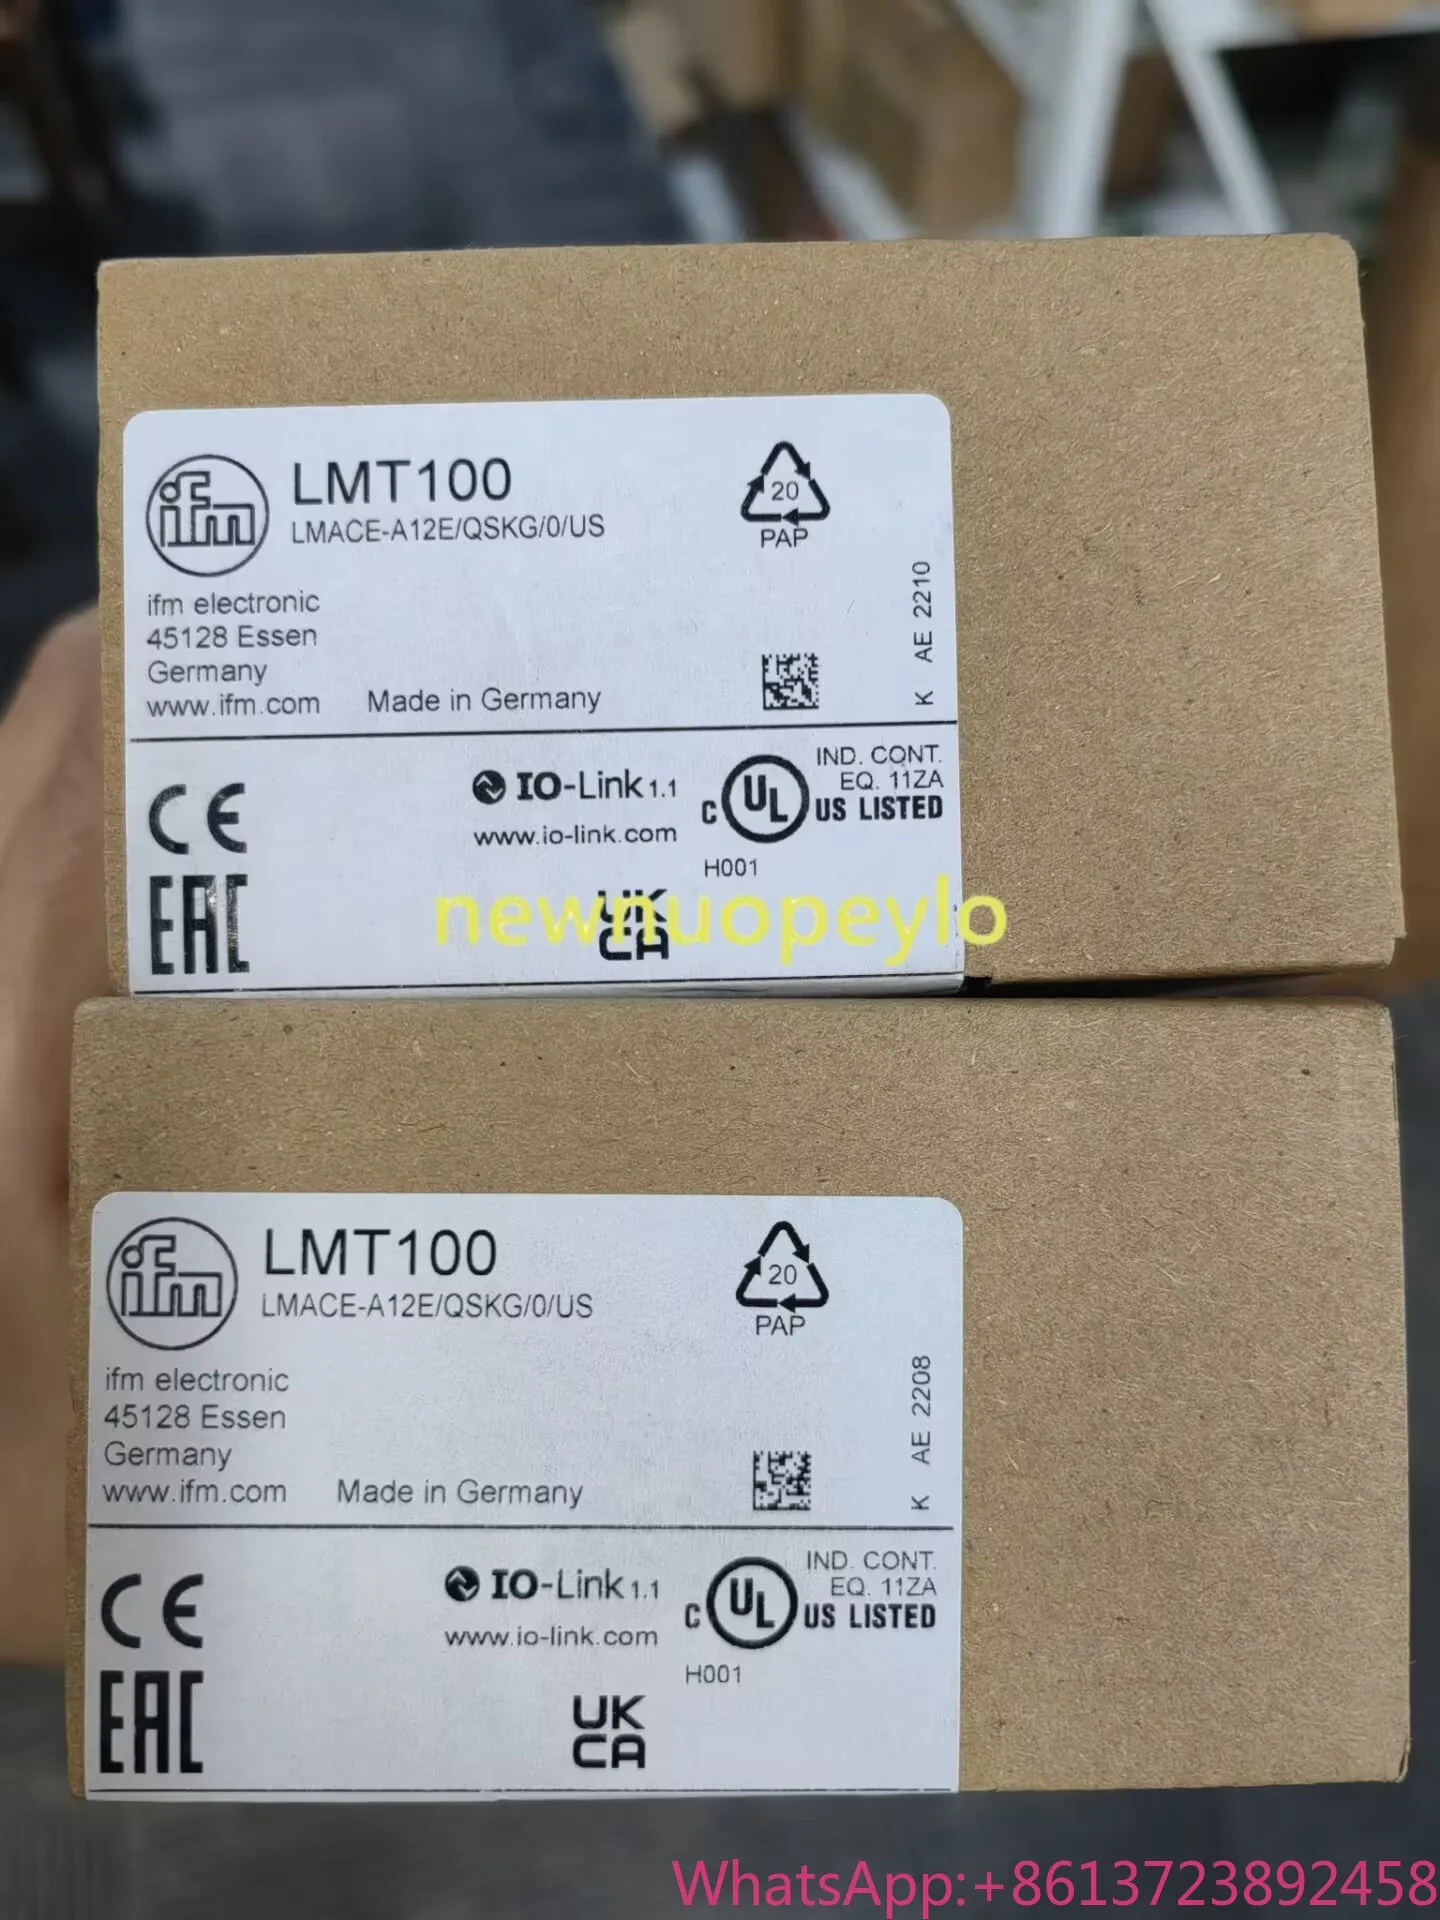 ifm
LMT100
LMACE-A12E/QSKG/0/US
20
PAP
ifm electronic
45128 Essen
Germany
www.ifm.com
Made in Germany
K AE 2210
CE
IO-Link 1.1
www.io-link.com
C UL US LISTED
IND. CONT.
EQ. 11ZA
H001
EAC
UK
CA
newnuopeylo
ifm
LMT100
LMACE-A12E/QSKG/0/US
20
PAP
ifm electronic
45128 Essen
Germany
www.ifm.com
Made in Germany
K AE 2208
CE
IO-Link 1.1
www.io-link.com
C UL US LISTED
IND. CONT.
EQ. 11ZA
H001
EAC
UK
CA
WhatsApp:+8613723892458